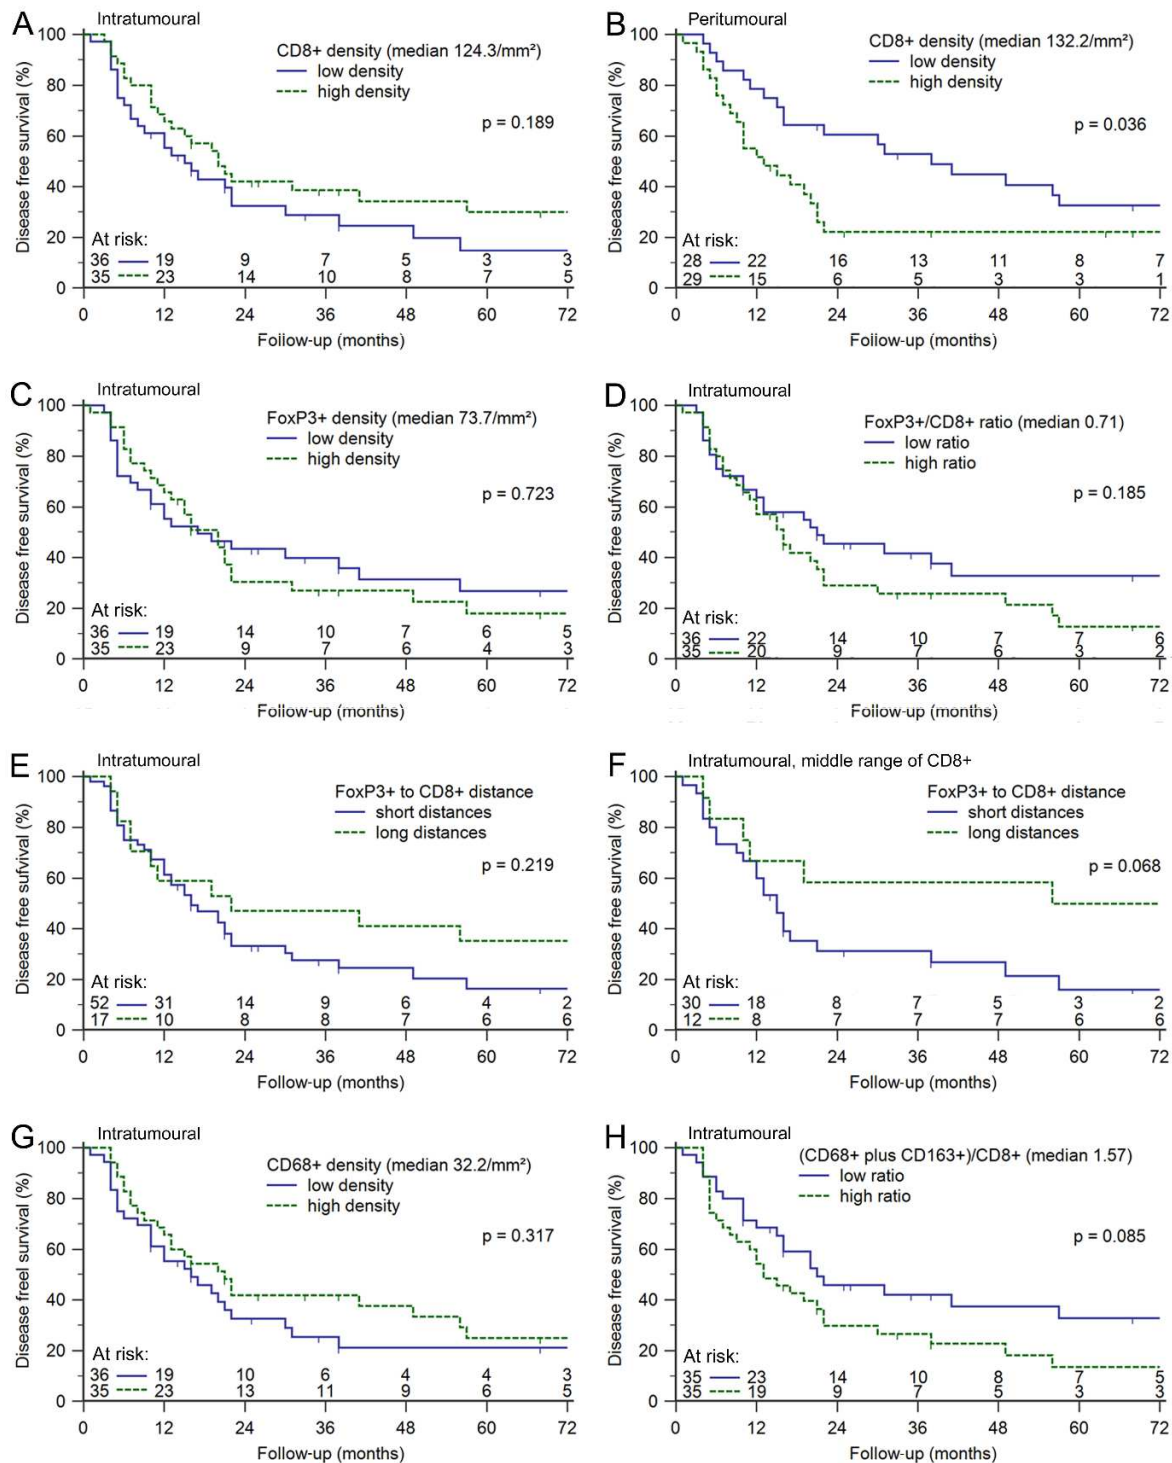 A Intratumoural
CD8+ density (median 124.3/mm²)
low density
high density
p = 0.189
Disease free survival (%)
100
80
60
40
20
0
At risk:
36 19 9 7 5 3 3
35 23 14 10 8 7 5
0 12 24 36 48 60 72
Follow-up (months)
B Peritumoural
CD8+ density (median 132.2/mm²)
low density
high density
p = 0.036
Disease free survival (%)
100
80
60
40
20
0
At risk:
28 22 16 13 11 8 7
29 15 6 5 3 3 1
0 12 24 36 48 60 72
Follow-up (months)
C Intratumoural
FoxP3+ density (median 73.7/mm²)
low density
high density
p = 0.723
Disease free survival (%)
100
80
60
40
20
0
At risk:
36 19 14 10 7 6 5
35 23 9 7 6 4 3
0 12 24 36 48 60 72
Follow-up (months)
D Intratumoural
FoxP3+/CD8+ ratio (median 0.71)
low ratio
high ratio
p = 0.185
Disease free survival (%)
100
80
60
40
20
0
At risk:
36 22 14 10 7 7 6
35 20 9 7 6 3 2
0 12 24 36 48 60 72
Follow-up (months)
E Intratumoural
FoxP3+ to CD8+ distance
short distances
long distances
p = 0.219
Disease free sufvival (%)
100
80
60
40
20
0
At risk:
52 31 14 9 6 4 2
17 10 8 8 7 6 6
0 12 24 36 48 60 72
Follow-up (months)
F Intratumoural, middle range of CD8+
FoxP3+ to CD8+ distance
short distances
long distances
p = 0.068
Disease free survival (%)
100
80
60
40
20
0
At risk:
30 18 8 7 5 3 2
12 8 7 7 7 6 6
0 12 24 36 48 60 72
Follow-up (months)
G Intratumoural
CD68+ density (median 32.2/mm²)
low density
high density
p = 0.317
Disease freel survival (%)
100
80
60
40
20
0
At risk:
36 19 10 6 4 4 3
35 23 13 11 9 6 5
0 12 24 36 48 60 72
Follow-up (months)
H Intratumoural
(CD68+ plus CD163+)/CD8+ (median 1.57)
low ratio
high ratio
p = 0.085
Disease free survival (%)
100
80
60
40
20
0
At risk:
35 23 14 10 8 7 5
35 19 9 7 5 3 3
0 12 24 36 48 60 72
Follow-up (months)